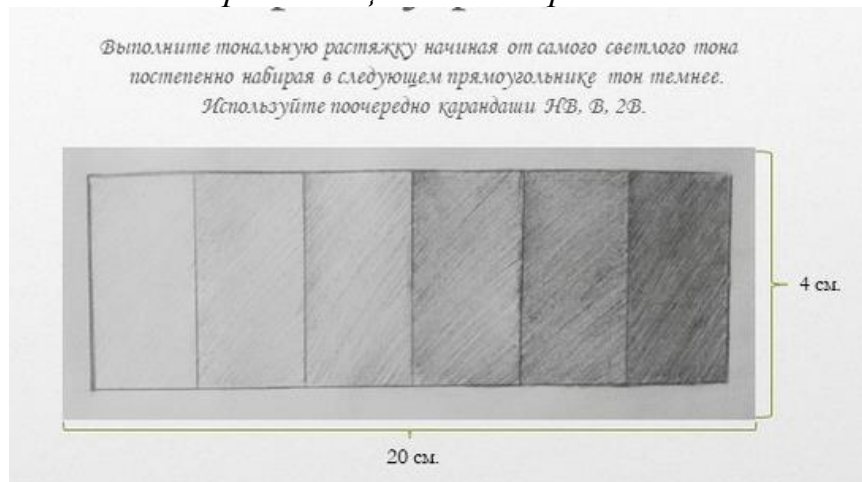 Выполните тональную растяжку начиная от самого светлого тона
постепенно набирая в следующем прямоугольнике тон темнее.
Используйте поочередно карандаши НВ, В, 2В.
4 см.
20 см.